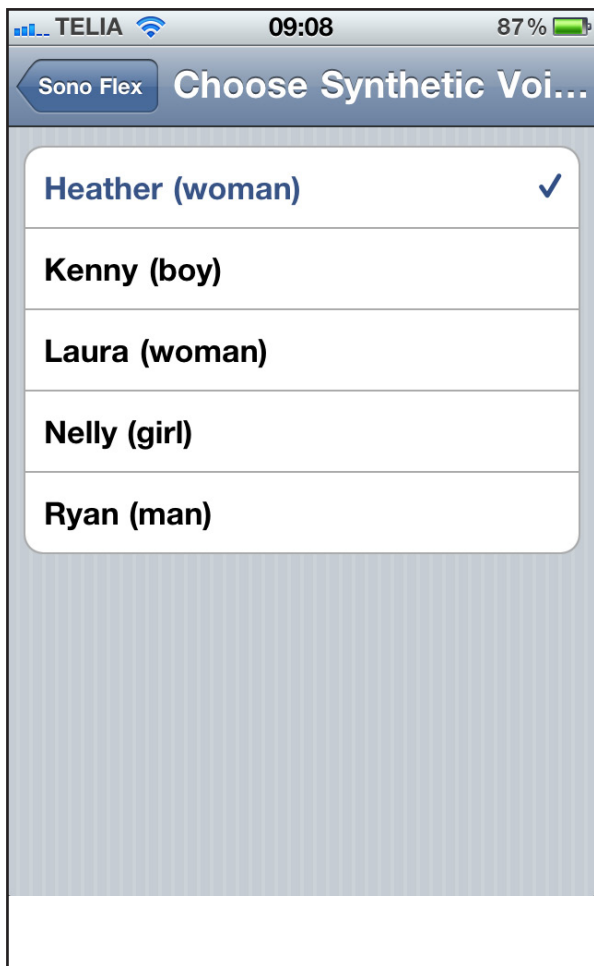 TELIA 09:08 87%
Sono Flex Choose Synthetic Voi...
Heather (woman)
Kenny (boy)
Laura (woman)
Nelly (girl)
Ryan (man)